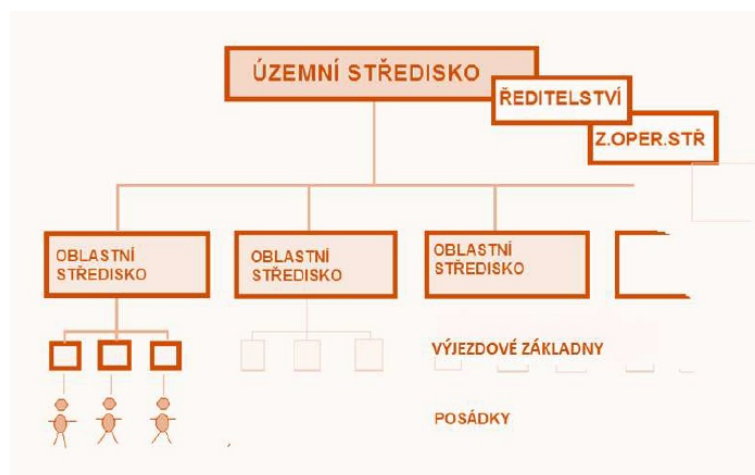 ÚZEMNÍ STŘEDISKO
ŘEDITELSTVÍ
Z.OPER.STŘ
OBLASTNÍ
STŘEDISKO
OBLASTNÍ
STŘEDISKO
OBLASTNÍ
STŘEDISKO
VÝJEZDOVÉ ZÁKLADNY
POSÁDKY